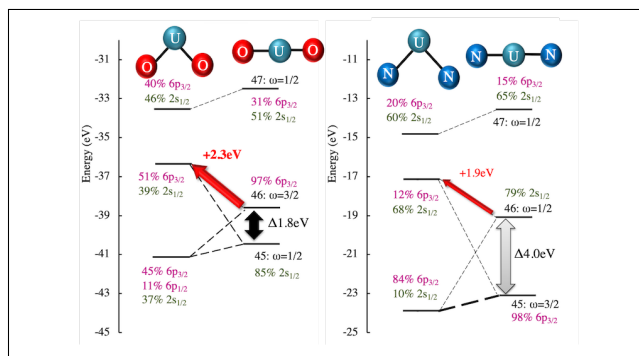 U
O O
O U O
Energy (eV)
-31
-33
-35
-37
-39
-41
-43
-45
40% 6p3/2
46% 2s1/2
47: ω=1/2
31% 6p3/2
51% 2s1/2
+2.3eV
51% 6p3/2
39% 2s1/2
97% 6p3/2
46: ω=3/2
Δ1.8eV
45: ω=1/2
85% 2s1/2
45% 6p3/2
11% 6p1/2
37% 2s1/2
U
N N
N U N
Energy (eV)
-11
-13
-15
-17
-19
-21
-23
-25
15% 6p3/2
65% 2s1/2
20% 6p3/2
60% 2s1/2
47: ω=1/2
+1.9eV
12% 6p3/2
68% 2s1/2
79% 2s1/2
46: ω=1/2
Δ4.0eV
84% 6p3/2
10% 2s1/2
45: ω=3/2
98% 6p3/2